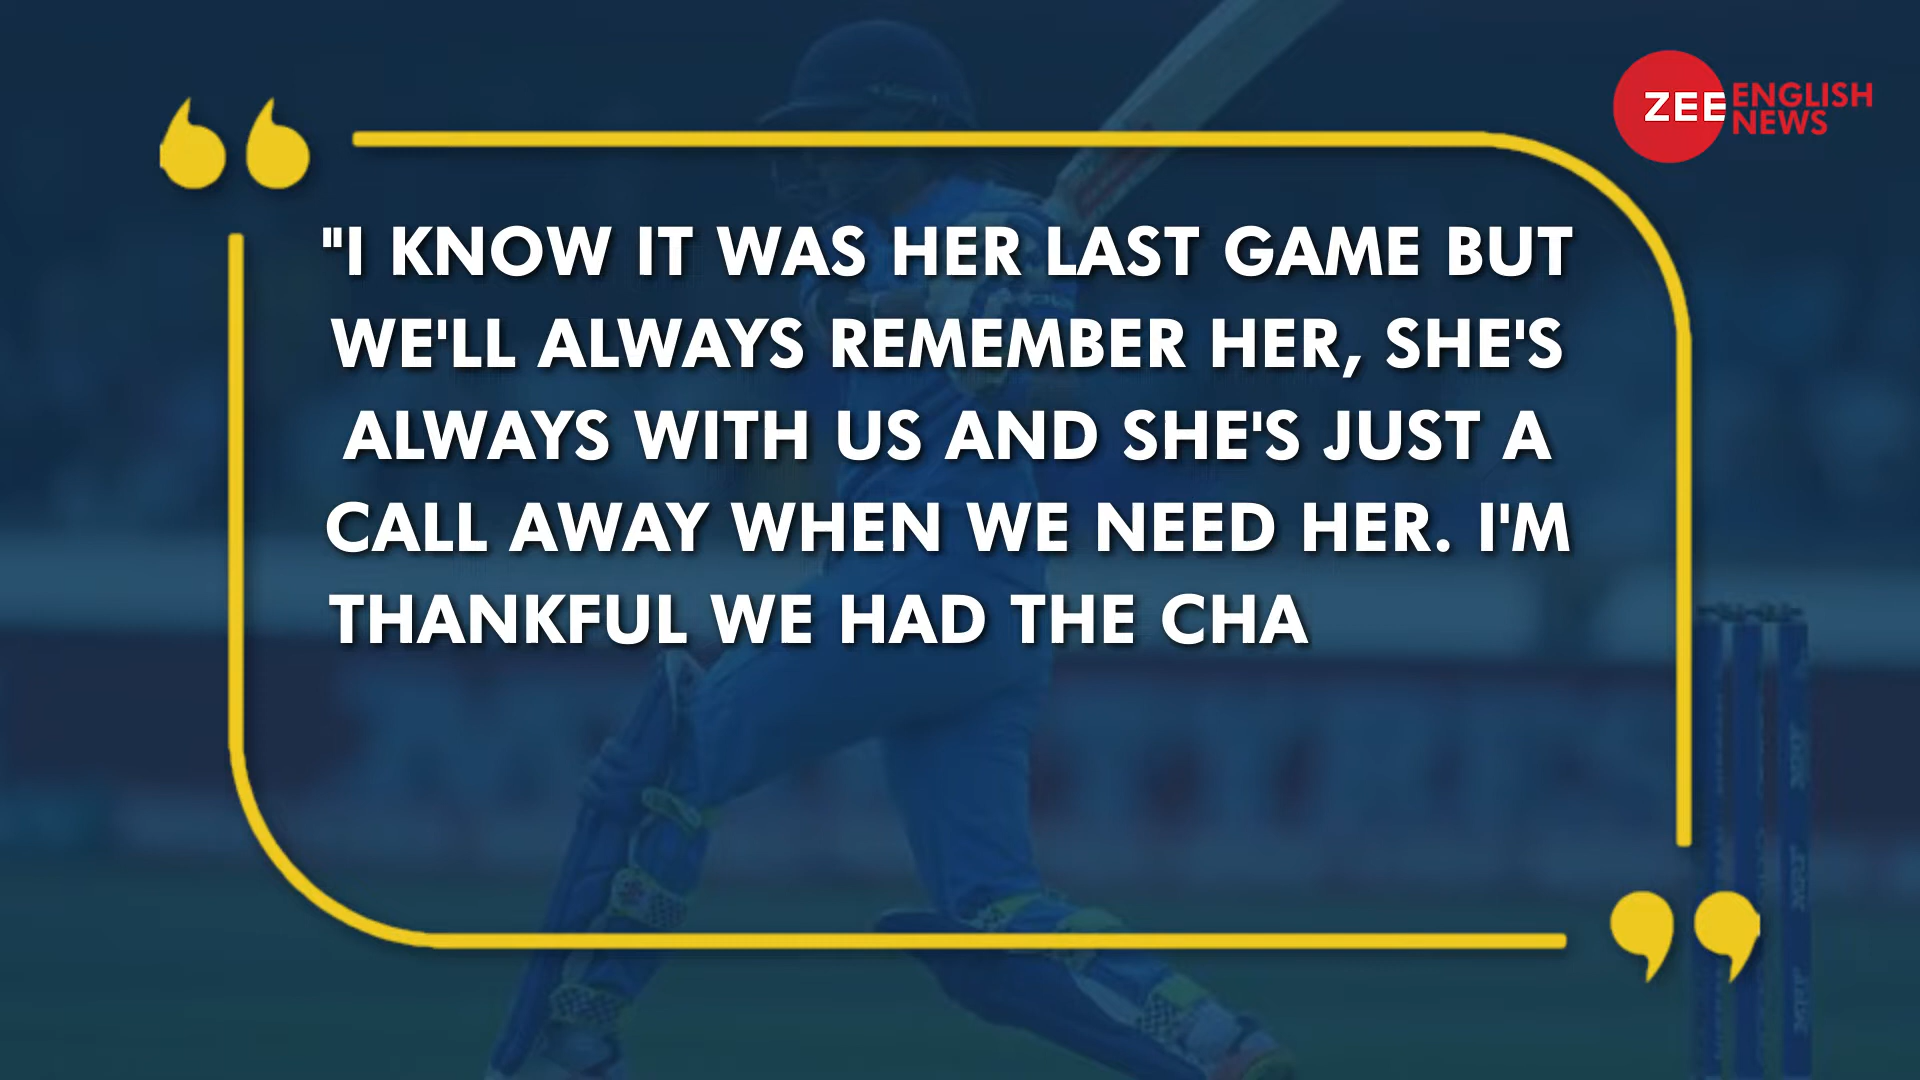 ZEE ENGLISH
NEWS
"I KNOW IT WAS HER LAST GAME BUT
WE'LL ALWAYS REMEMBER HER, SHE'S
ALWAYS WITH US AND SHE'S JUST A
CALL AWAY WHEN WE NEED HER. I'M
THANKFUL WE HAD THE CHA